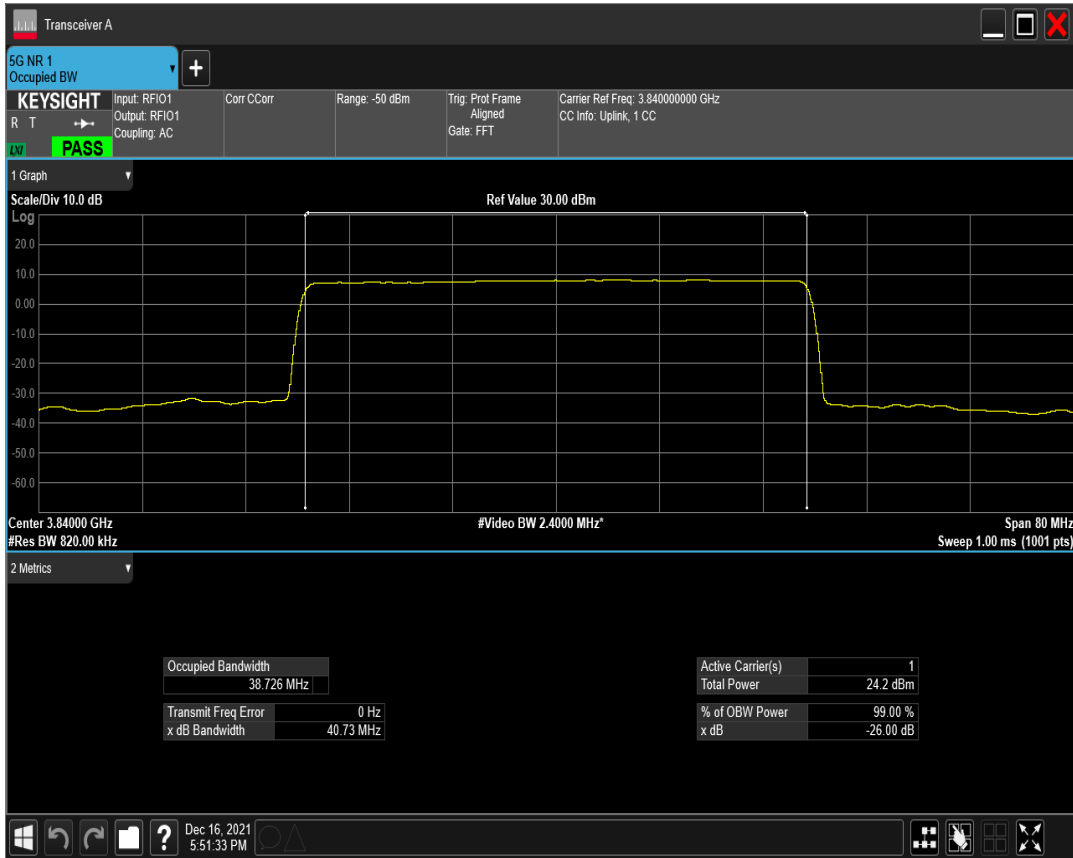 Transceiver A
5G NR 1
Occupied BW
KEYSIGHT
R T
LXI
PASS
Input: RFIO1
Output: RFIO1
Coupling: AC
Corr CCorr
Range: -50 dBm
Trig: Prot Frame
Aligned
Gate: FFT
Carrier Ref Freq: 3.840000000 GHz
CC Info: Uplink, 1 CC
1 Graph
Scale/Div 10.0 dB
Ref Value 30.00 dBm
Log
20.0
10.0
0.00
-10.0
-20.0
-30.0
-40.0
-50.0
-60.0
Center 3.84000 GHz
#Video BW 2.4000 MHz*
Span 80 MHz
#Res BW 820.00 kHz
Sweep 1.00 ms (1001 pts)
2 Metrics
Occupied Bandwidth
38.726 MHz
Transmit Freq Error 0 Hz
x dB Bandwidth 40.73 MHz
Active Carrier(s) 1
Total Power 24.2 dBm
% of OBW Power 99.00 %
x dB -26.00 dB
Dec 16, 2021
5:51:33 PM